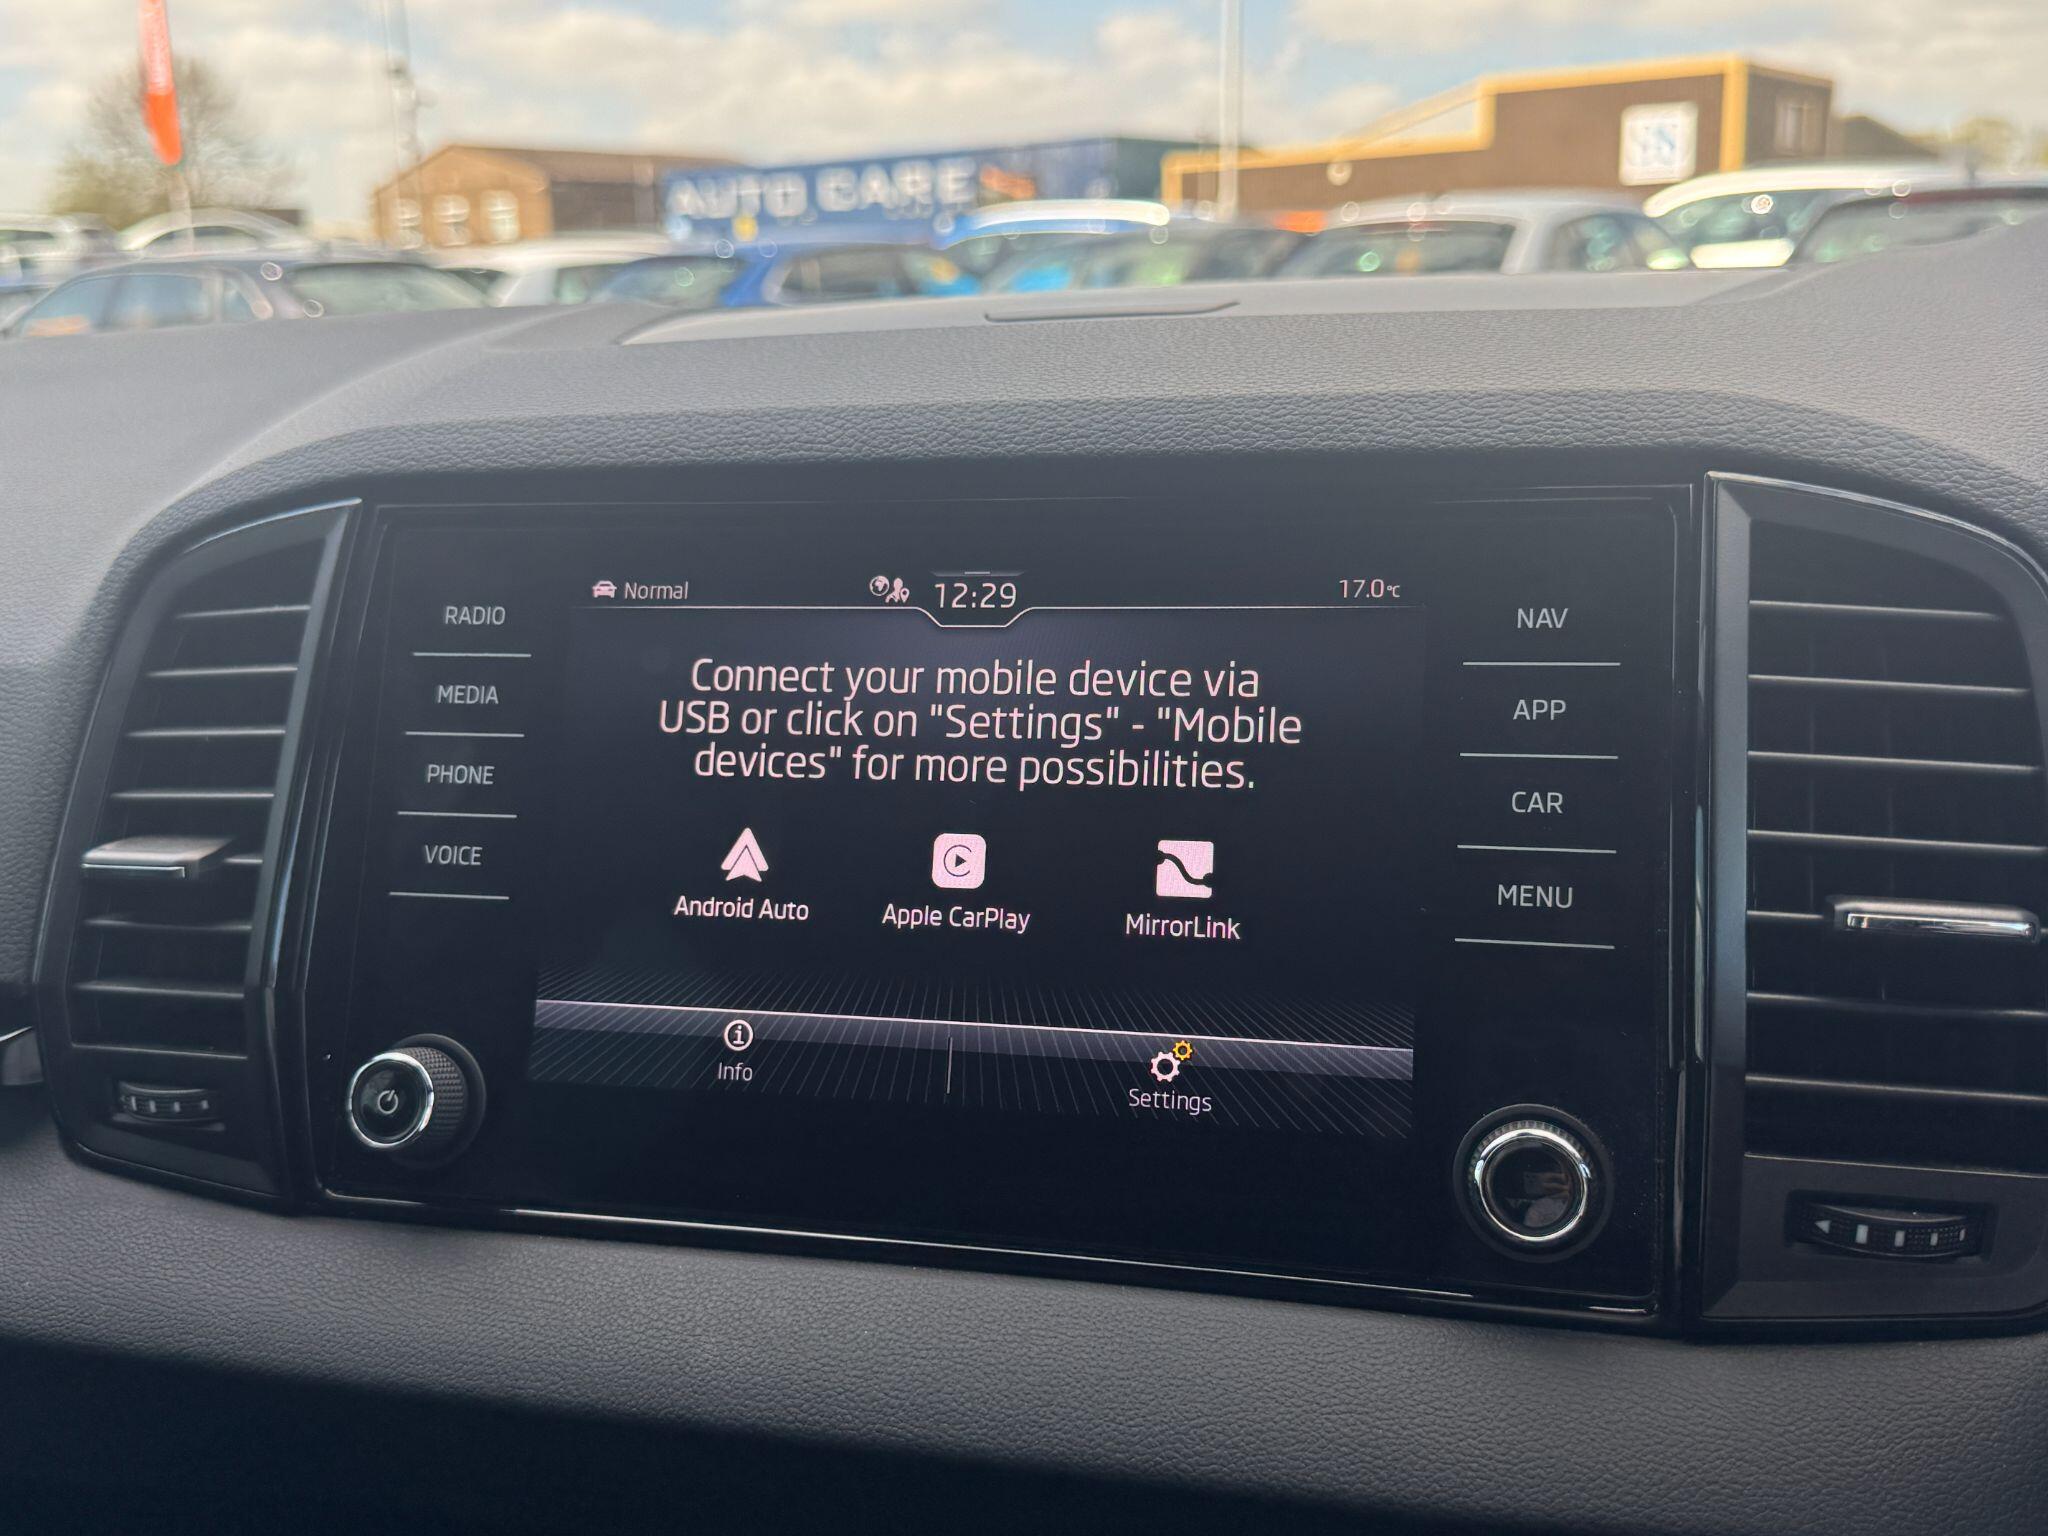 AUTO CARE
Normal
12:29
17.0°C
RADIO
MEDIA
PHONE
VOICE
Connect your mobile device via
USB or click on "Settings" - "Mobile
devices" for more possibilities.
Android Auto
Apple CarPlay
MirrorLink
Info
Settings
NAV
APP
CAR
MENU